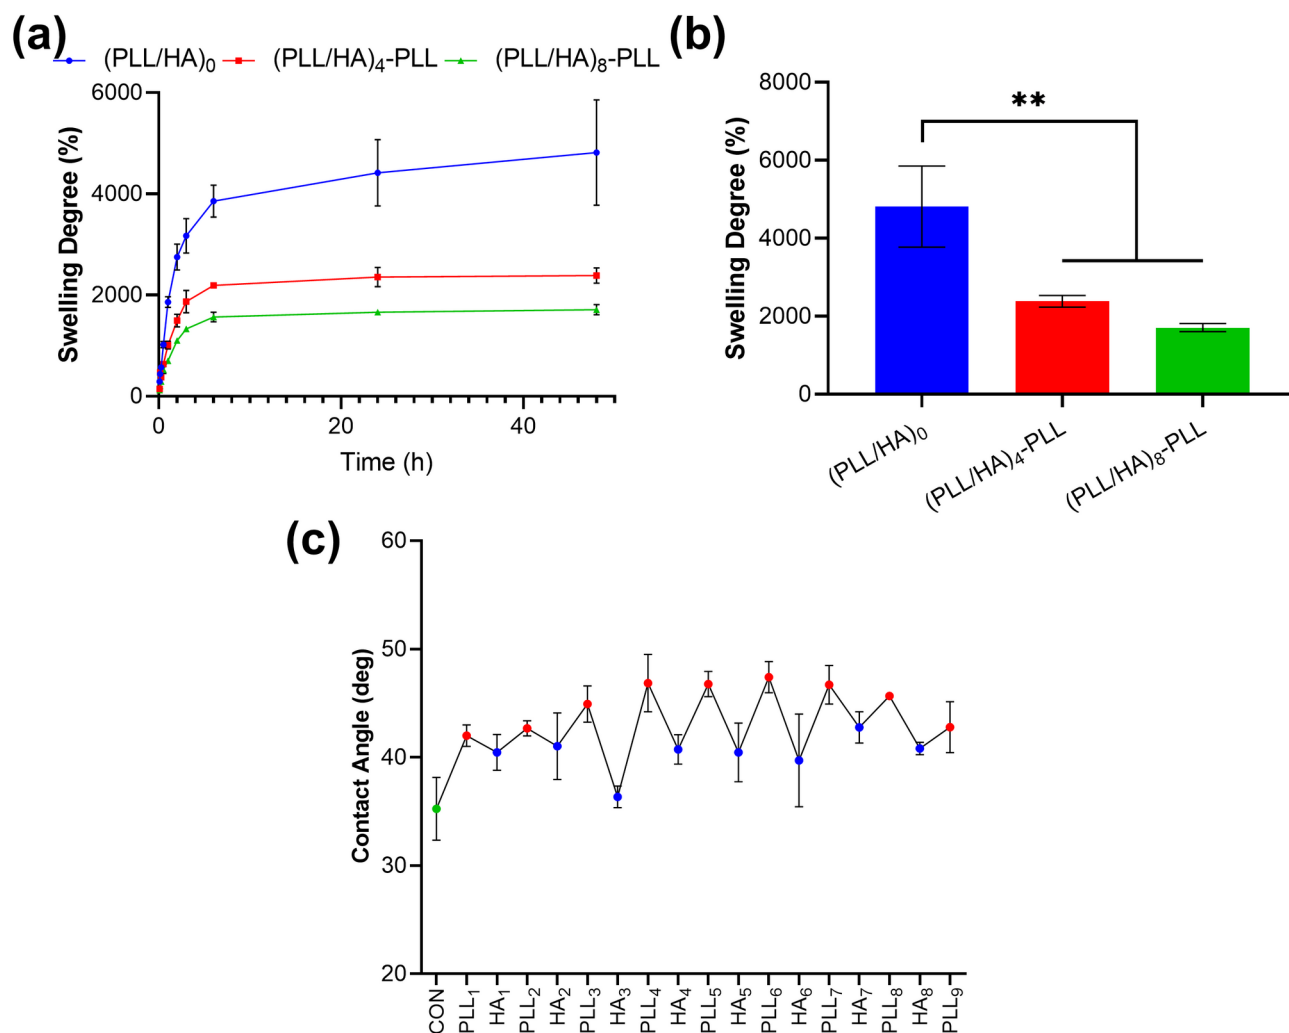 (a)
(PLL/HA)0 (PLL/HA)4-PLL (PLL/HA)8-PLL
Swelling Degree (%)
6000
4000
2000
0
0 20 40
Time (h)
(b)
Swelling Degree (%)
8000
6000
4000
2000
0
**
(PLL/HA)0
(PLL/HA)4-PLL
(PLL/HA)8-PLL
(c)
Contact Angle (deg)
60
50
40
30
20
CON PLL1 HA1 PLL2 HA2 PLL3 HA3 PLL4 HA4 PLL5 HA5 PLL6 HA6 PLL7 HA7 PLL8 HA8 PLL9